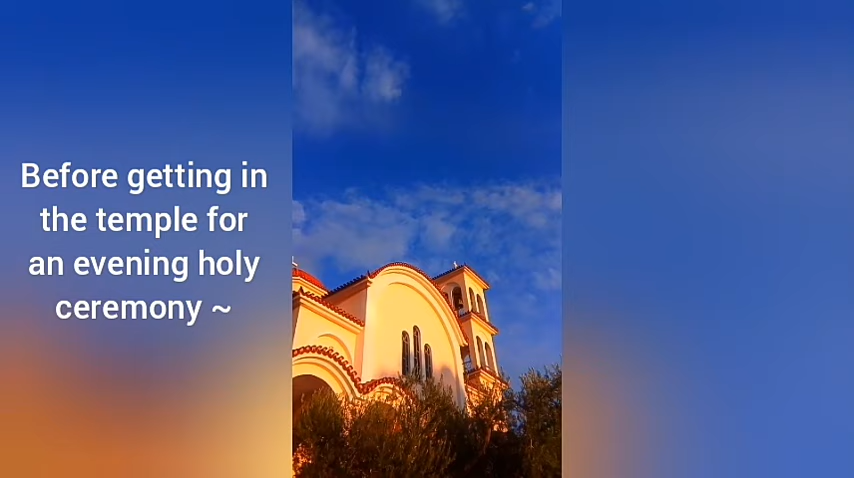 Before getting in
the temple for
an evening holy
ceremony ~